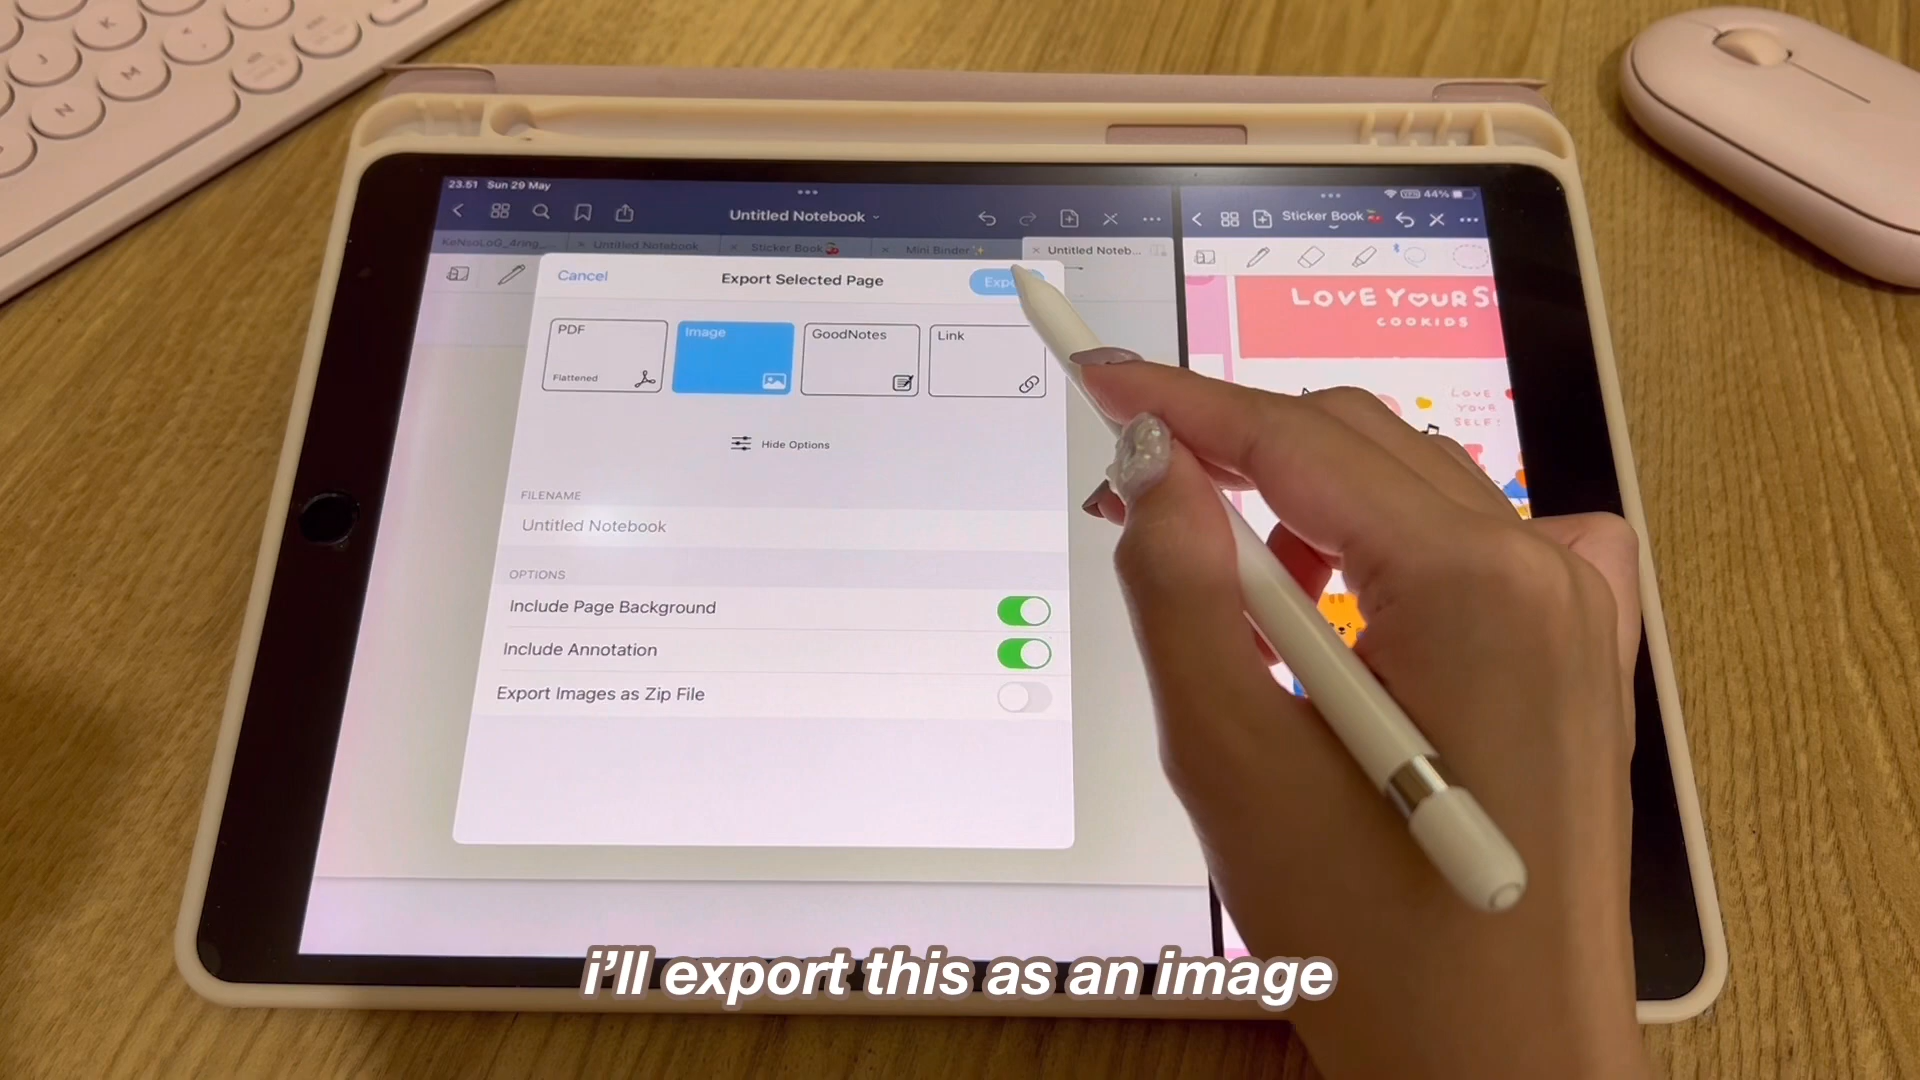 K
J
M
N
23.51 Sun 29 May
44%
Untitled Notebook
Sticker Book🍒
KeNsoLoG_4ring_...
Untitled Notebook
Sticker Book🍒
Mini Binder✨
Untitled Noteb...
Cancel
Export Selected Page
PDF
Flattened
Image
GoodNotes
Link
Hide Options
FILENAME
Untitled Notebook
OPTIONS
Include Page Background
Include Annotation
Export Images as Zip File
LOVE YOURS
COOKIDS
LOVE
YOUR
SELF!
i'll export this as an image